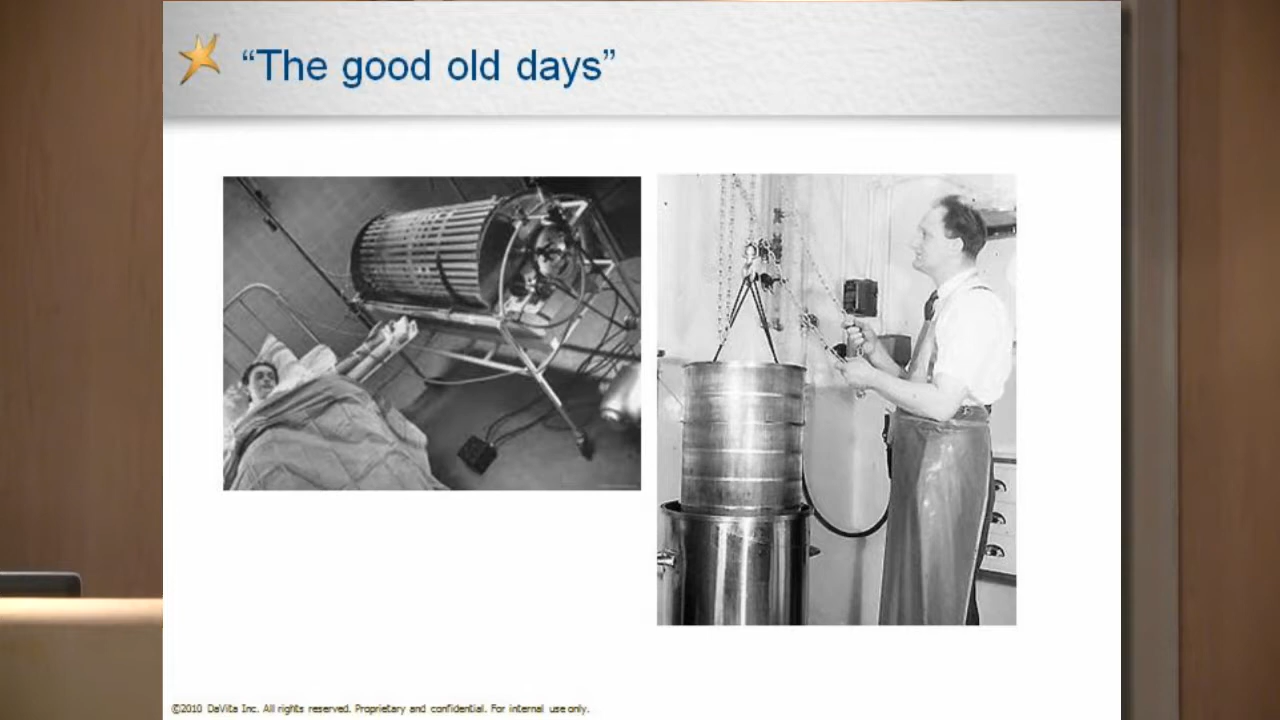 “The good old days”
©2010 DaVita Inc. All rights reserved. Proprietary and confidential. For internal use only.